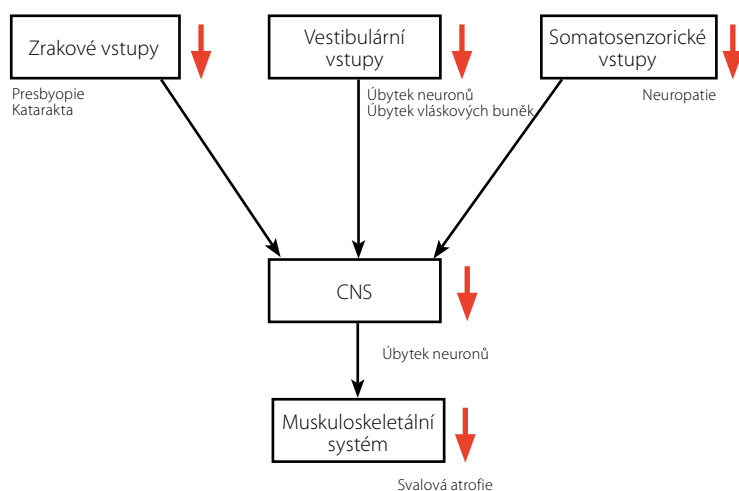 Zrakové vstupy
Vestibulární
vstupy
Somatosenzorické
vstupy
Presbyopie
Katarakta
Úbytek neuronů
Úbytek vláskových buněk
Neuropatie
CNS
Úbytek neuronů
Muskuloskeletální
systém
Svalová atrofie